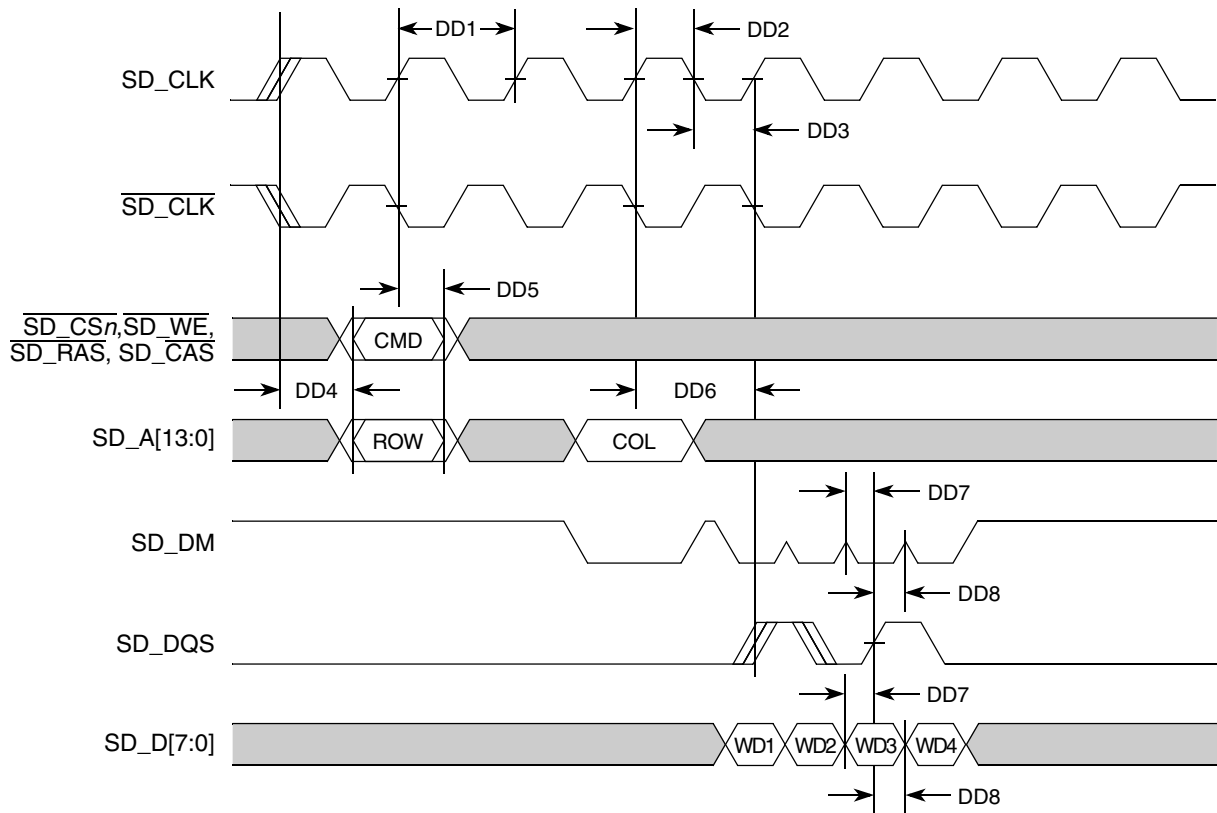 DD1
DD2
SD_CLK
DD3
SD_CLK
DD5
SD_CSn,SD_WE,
SD_RAS, SD_CAS
CMD
DD4
DD6
SD_A[13:0]
ROW
COL
DD7
SD_DM
DD8
SD_DQS
DD7
SD_D[7:0]
WD1
WD2
WD3
WD4
DD8